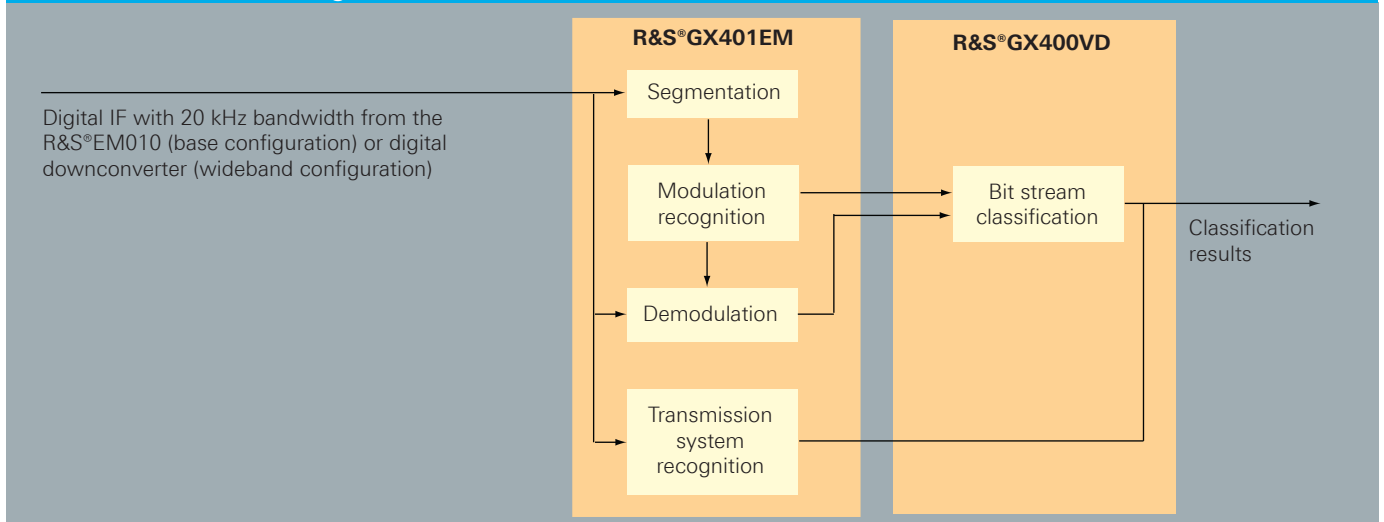 R&S®GX401EM
R&S®GX400VD
Segmentation
Digital IF with 20 kHz bandwidth from the
R&S®EM010 (base configuration) or digital
downconverter (wideband configuration)
Modulation
recognition
Bit stream
classification
Classification
results
Demodulation
Transmission
system
recognition